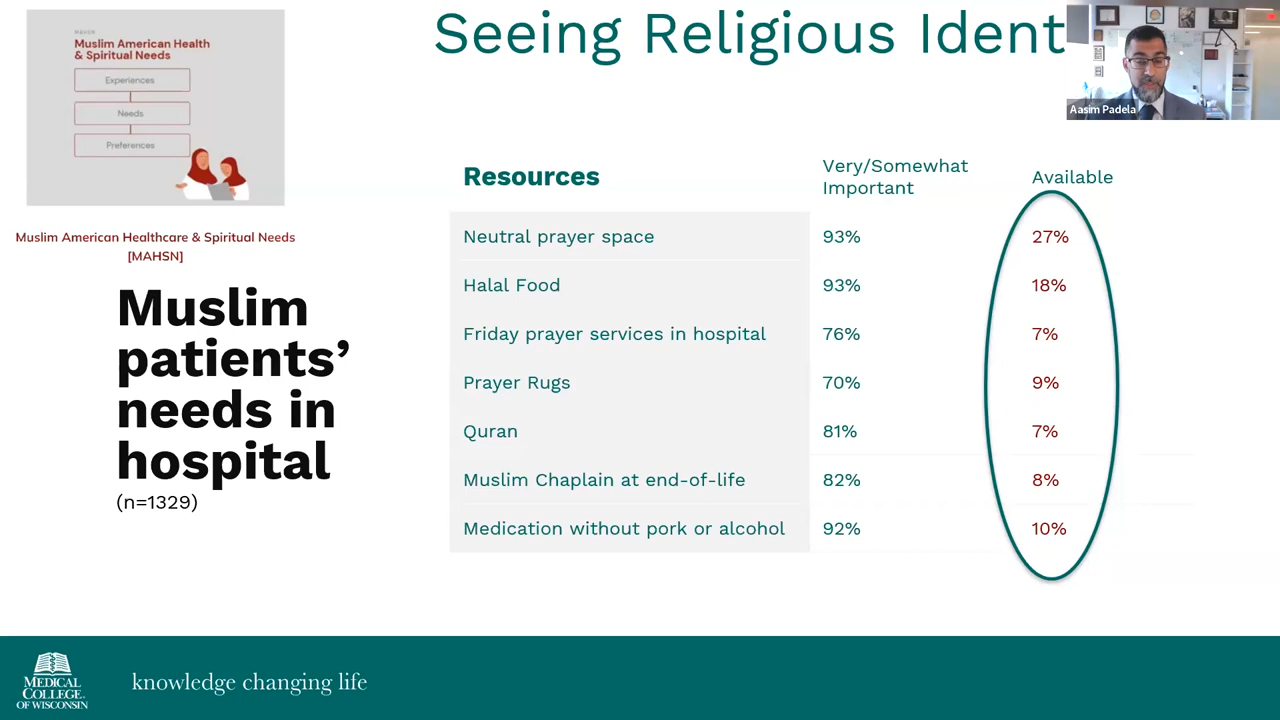 Seeing Religious Ident
MAHSN
Muslim American Health
& Spiritual Needs
Experiences
Needs
Preferences
Aasim Padela
Muslim American Healthcare & Spiritual Needs
[MAHSN]
Muslim
patients’
needs in
hospital
(n=1329)
Resources Very/Somewhat Important Available
Neutral prayer space 93% 27%
Halal Food 93% 18%
Friday prayer services in hospital 76% 7%
Prayer Rugs 70% 9%
Quran 81% 7%
Muslim Chaplain at end-of-life 82% 8%
Medication without pork or alcohol 92% 10%
MEDICAL
COLLEGE
OF WISCONSIN
knowledge changing life